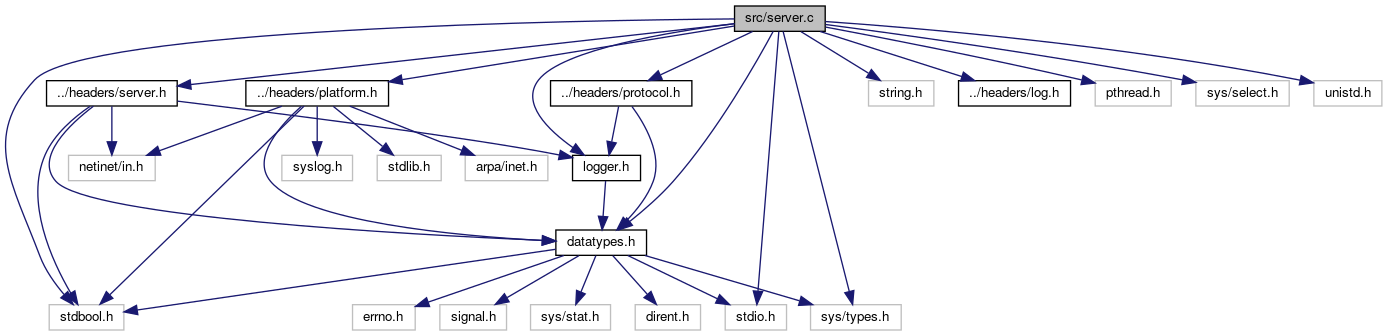 src/server.c
../headers/server.h
../headers/platform.h
../headers/protocol.h
string.h
../headers/log.h
pthread.h
sys/select.h
unistd.h
netinet/in.h
syslog.h
stdlib.h
arpa/inet.h
logger.h
datatypes.h
stdbool.h
errno.h
signal.h
sys/stat.h
dirent.h
stdio.h
sys/types.h